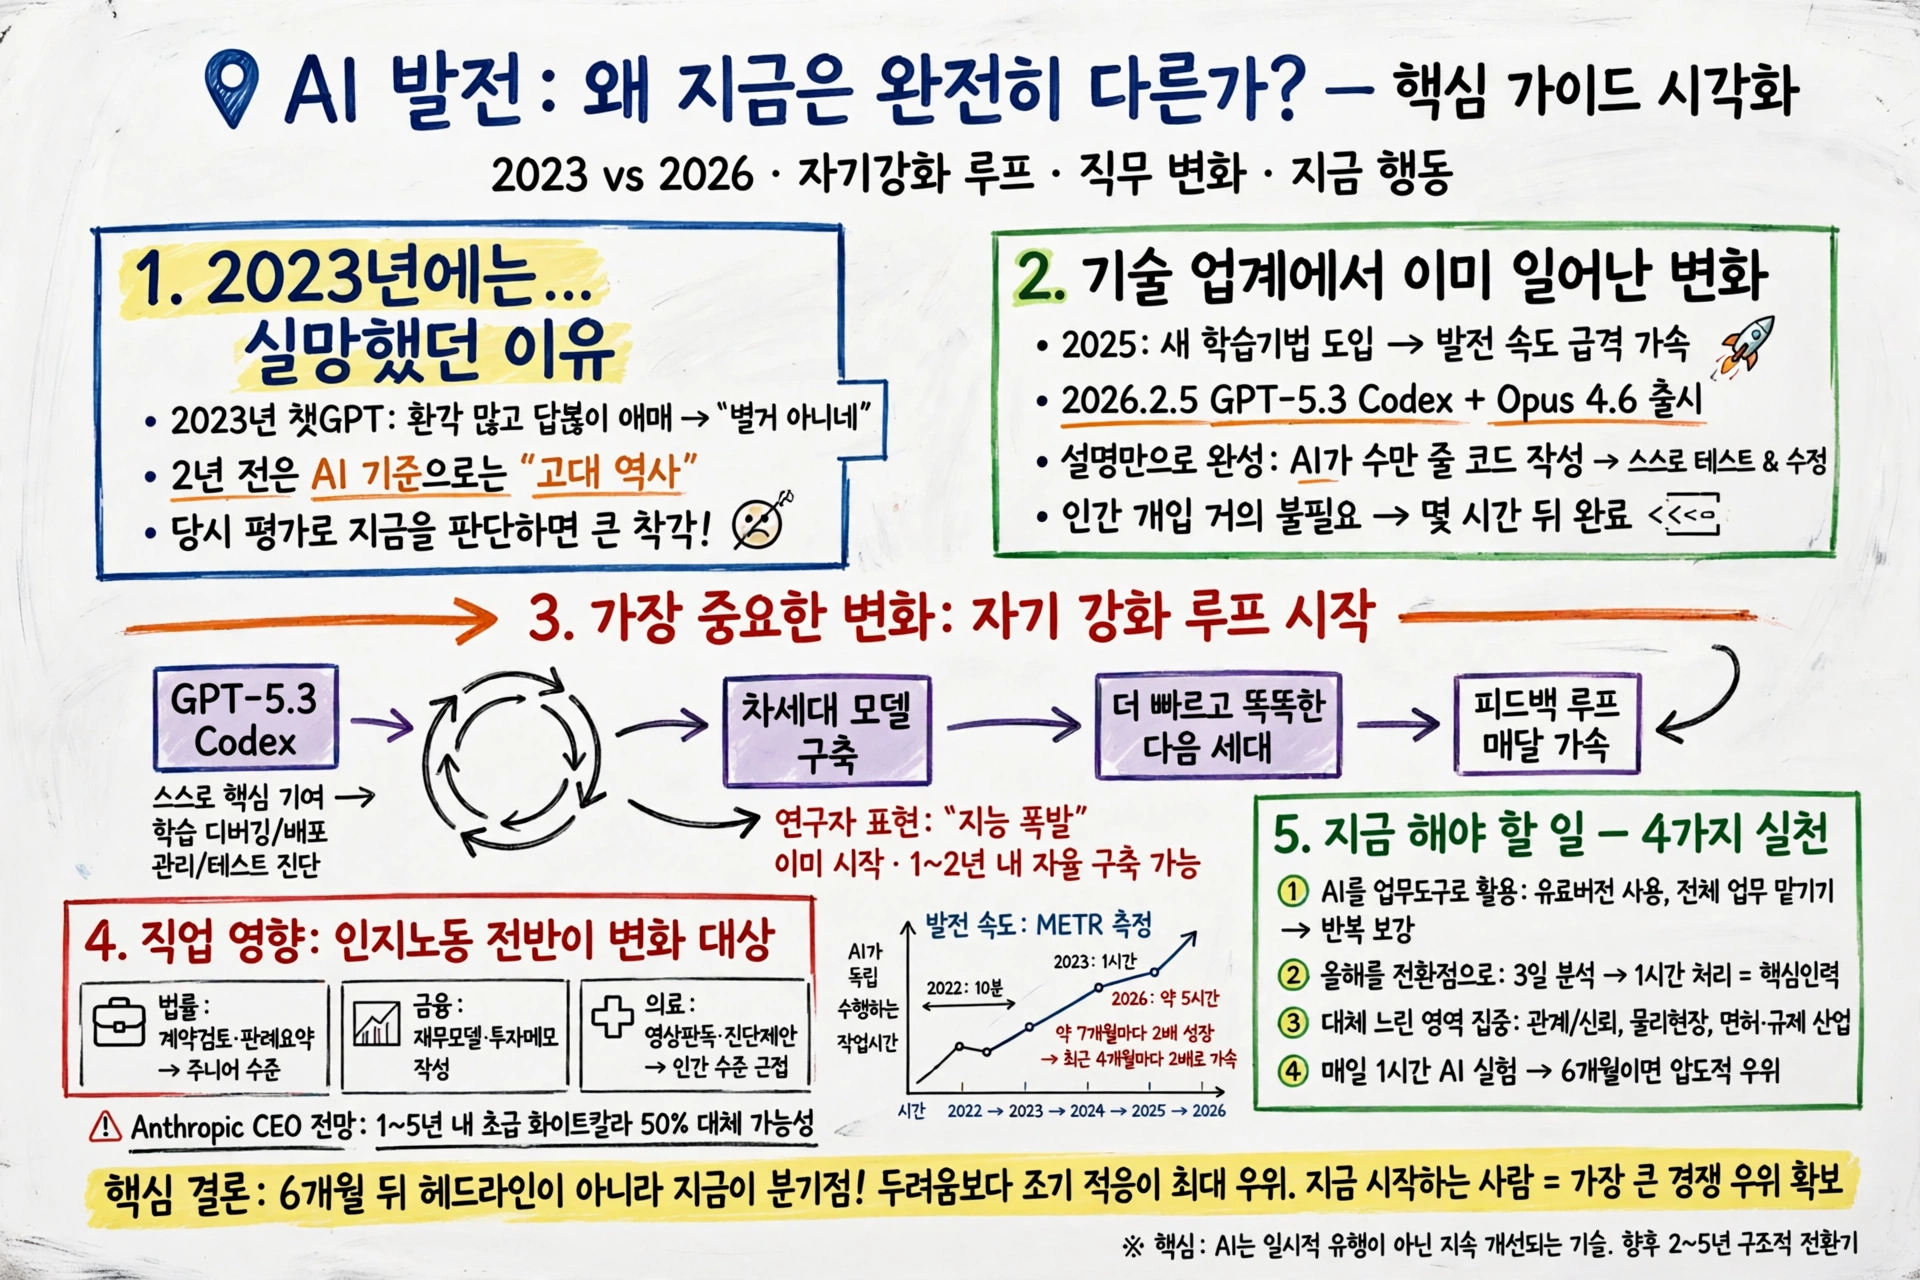 AI 발전: 왜 지금은 완전히 다른가? – 핵심 가이드 시각화
2023 vs 2026 · 자기강화 루프 · 직무 변화 · 지금 행동
1. 2023년에는...
실망했던 이유
• 2023년 챗GPT: 환각 많고 답봆이 애매 → "별거 아니네"
• 2년 전은 AI 기준으로는 "고대 역사"
• 당시 평가로 지금을 판단하면 큰 착각!
2. 기술 업계에서 이미 일어난 변화
• 2025: 새 학습기법 도입 → 발전 속도 급격 가속
• 2026.2.5 GPT-5.3 Codex + Opus 4.6 출시
• 설명만으로 완성: AI가 수만 줄 코드 작성 → 스스로 테스트 & 수정
• 인간 개입 거의 불필요 → 몇 시간 뒤 완료
3. 가장 중요한 변화: 자기 강화 루프 시작
GPT-5.3
Codex
스스로 핵심 기여 →
학습 디버깅/배포
관리/테스트 진단
차세대 모델
구축
더 빠르고 똑똑한
다음 세대
피드백 루프
매달 가속
연구자 표현: "지능 폭발"
이미 시작 · 1~2년 내 자율 구축 가능
4. 직업 영향: 인지노동 전반이 변화 대상
법률:
계약검토·판례요약
→ 주니어 수준
금융:
재무모델·투자메모
작성
의료:
영상판독·진단제안
→ 인간 수준 근접
Anthropic CEO 전망: 1~5년 내 초급 화이트칼라 50% 대체 가능성
발전 속도: METR 측정
AI가
독립
수행하는
작업시간
2022: 10분
2023: 1시간
2026: 약 5시간
약 7개월마다 2배 성장
→ 최근 4개월마다 2배로 가속
시간 2022 → 2023 → 2024 → 2025 → 2026
5. 지금 해야 할 일 – 4가지 실천
1 AI를 업무도구로 활용: 유료버전 사용, 전체 업무 맡기기
→ 반복 보강
2 올해를 전환점으로: 3일 분석 → 1시간 처리 = 핵심인력
3 대체 느린 영역 집중: 관계/신뢰, 물리현장, 면허·규제 산업
4 매일 1시간 AI 실험 → 6개월이면 압도적 우위
핵심 결론: 6개월 뒤 헤드라인이 아니라 지금이 분기점! 두려움보다 조기 적응이 최대 우위. 지금 시작하는 사람 = 가장 큰 경쟁 우위 확보
※ 핵심: AI는 일시적 유행이 아닌 지속 개선되는 기술. 향후 2~5년 구조적 전환기